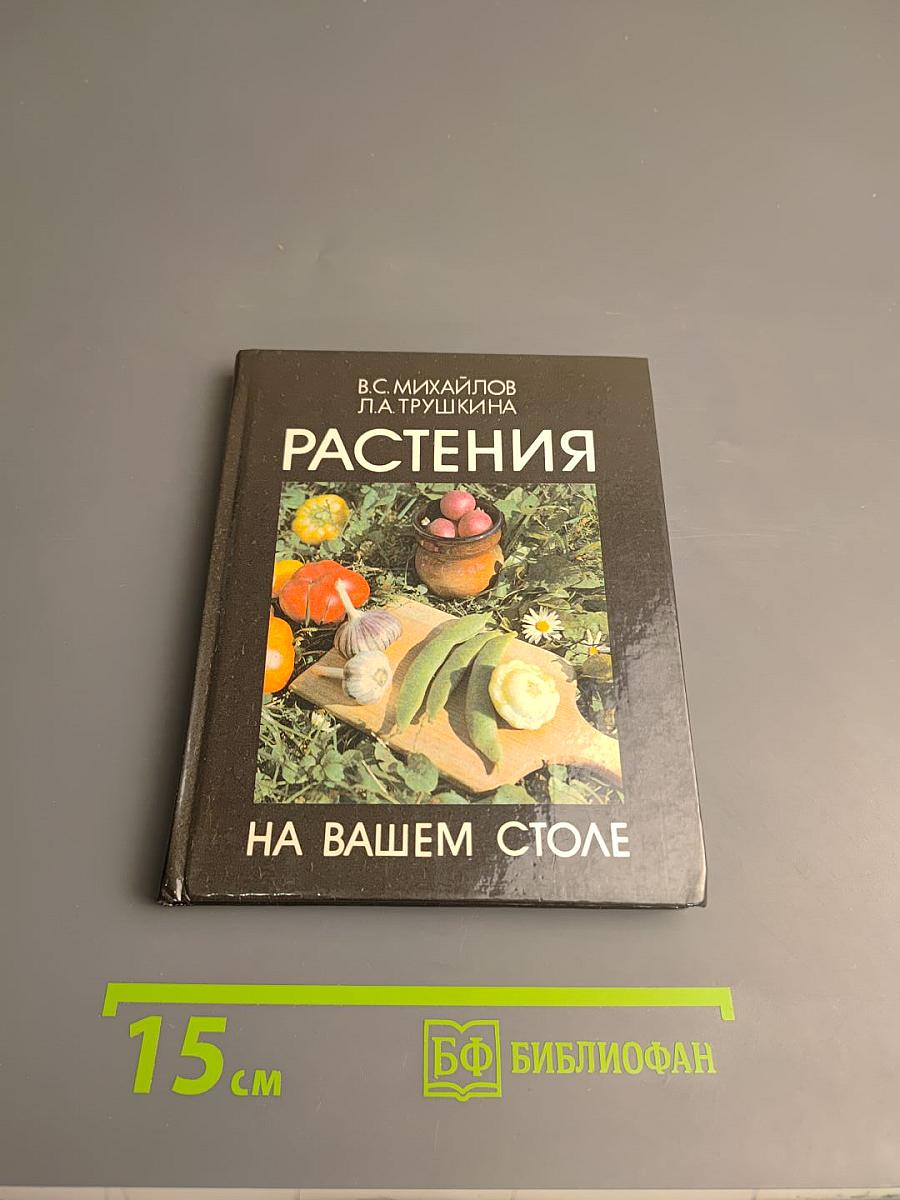 В.С. МИХАЙЛОВ
Л.А. ТРУШКИНА
РАСТЕНИЯ
НА ВАШЕМ СТОЛЕ
15 см
БФ БИБЛИОФАН